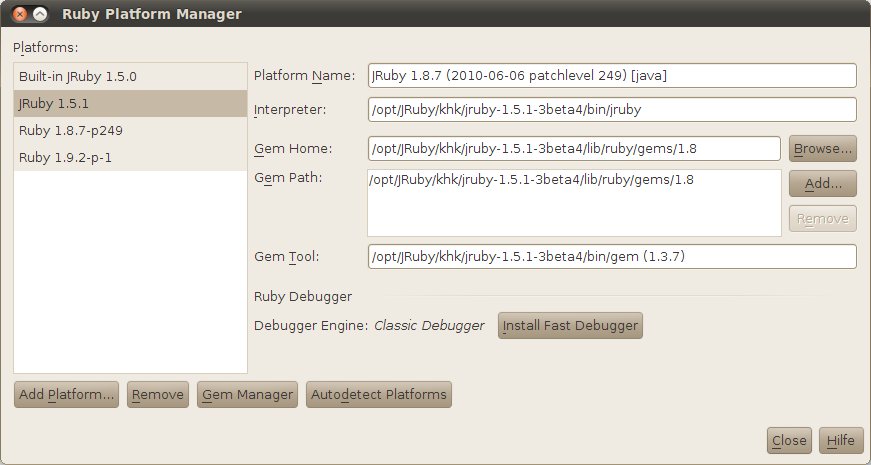 Ruby Platform Manager
Platforms:
Built-in JRuby 1.5.0
JRuby 1.5.1
Ruby 1.8.7-p249
Ruby 1.9.2-p-1
Platform Name: JRuby 1.8.7 (2010-06-06 patchlevel 249) [java]
Interpreter: /opt/JRuby/khk/jruby-1.5.1-3beta4/bin/jruby
Gem Home: /opt/JRuby/khk/jruby-1.5.1-3beta4/lib/ruby/gems/1.8 Browse...
Gem Path: /opt/JRuby/khk/jruby-1.5.1-3beta4/lib/ruby/gems/1.8 Add...
Remove
Gem Tool: /opt/JRuby/khk/jruby-1.5.1-3beta4/bin/gem (1.3.7)
Ruby Debugger
Debugger Engine: Classic Debugger Install Fast Debugger
Add Platform... Remove Gem Manager Autodetect Platforms
Close Hilfe